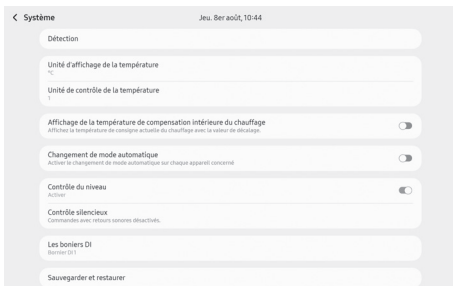 Système
Jeu. 8er août, 10:44
Détection
Unité d'affichage de la température
°C
Unité de contrôle de la température
1
Affichage de la température de compensation intérieure du chauffage
Affichez la température de consigne actuelle du chauffage avec la valeur de décalage.
Changement de mode automatique
Activer le changement de mode automatique sur chaque appareil concerné
Contrôle du niveau
Activer
Contrôle silencieux
Commandes avec retours sonores désactivés.
Les boniers DI
Bernier DI1
Sauvegarder et restaurer